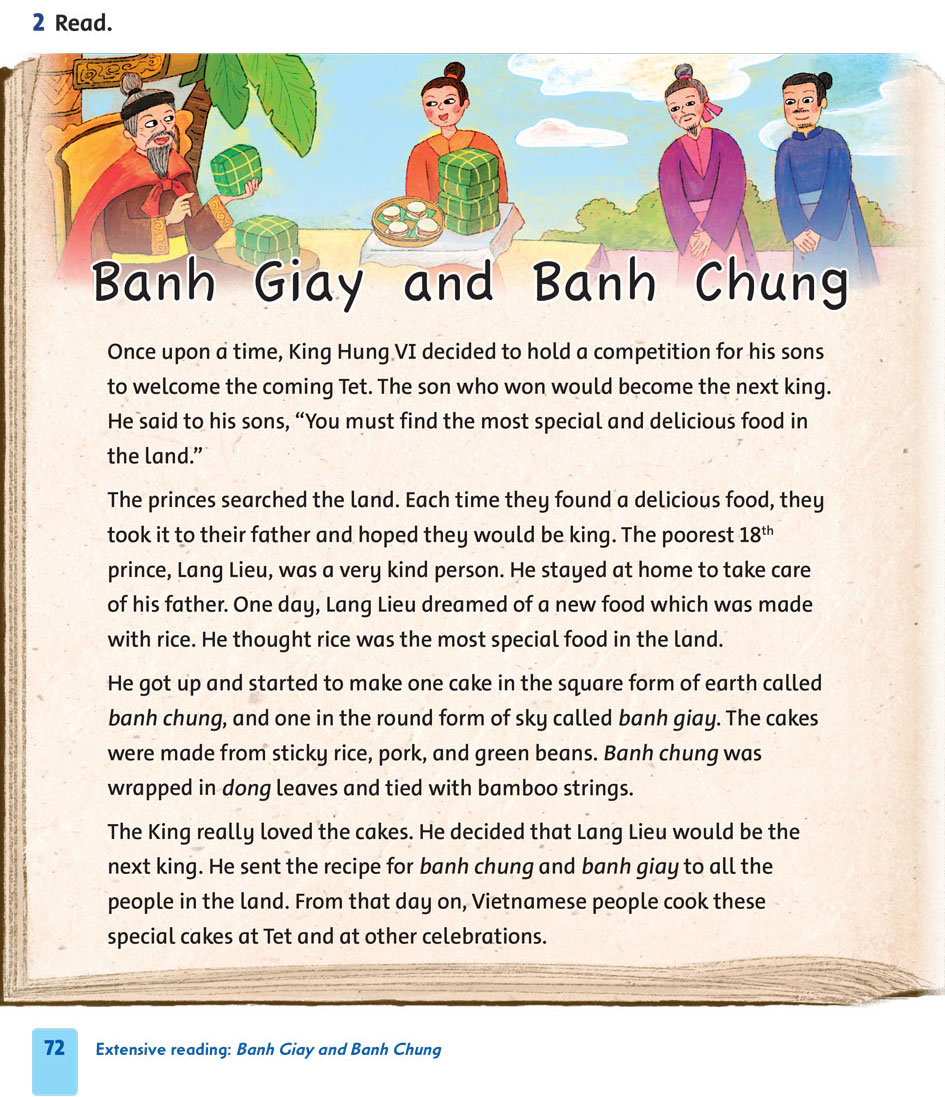 2 Read.
Banh Giay and Banh Chung
Once upon a time, King Hung VI decided to hold a competition for his sons
to welcome the coming Tet. The son who won would become the next king.
He said to his sons, “You must find the most special and delicious food in
the land.”
The princes searched the land. Each time they found a delicious food, they
took it to their father and hoped they would be king. The poorest 18th
prince, Lang Lieu, was a very kind person. He stayed at home to take care
of his father. One day, Lang Lieu dreamed of a new food which was made
with rice. He thought rice was the most special food in the land.
He got up and started to make one cake in the square form of earth called
banh chung, and one in the round form of sky called banh giay. The cakes
were made from sticky rice, pork, and green beans. Banh chung was
wrapped in dong leaves and tied with bamboo strings.
The King really loved the cakes. He decided that Lang Lieu would be the
next king. He sent the recipe for banh chung and banh giay to all the
people in the land. From that day on, Vietnamese people cook these
special cakes at Tet and at other celebrations.
72 Extensive reading: Banh Giay and Banh Chung